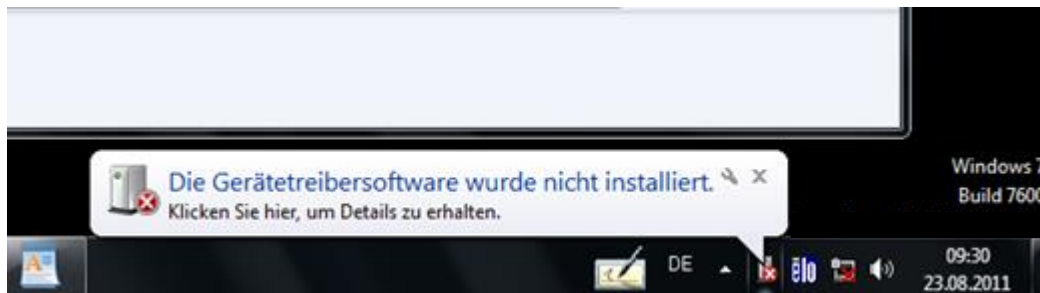 Die Gerätetreibersoftware wurde nicht installiert.
Klicken Sie hier, um Details zu erhalten.
Windows 7
Build 7600
DE
elo
09:30
23.08.2011